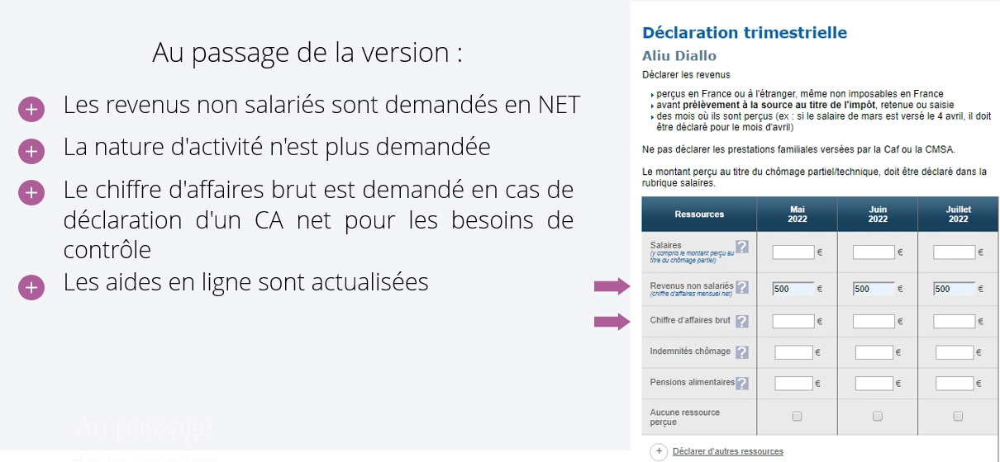 Au passage de la version :
Les revenus non salariés sont demandés en NET
La nature d'activité n'est plus demandée
Le chiffre d'affaires brut est demandé en cas de
déclaration d'un CA net pour les besoins de
contrôle
Les aides en ligne sont actualisées
Au passage
de la version
Déclaration trimestrielle
Aliu Diallo
Déclarer les revenus
perçus en France ou à l'étranger, même non imposables en France
avant prélèvement à la source au titre de l'impôt, retenue ou saisie
des mois où ils sont perçus (ex : si le salaire de mars est versé le 4 avril, il doit
être déclaré pour le mois d'avril)
Ne pas déclarer les prestations familiales versées par la Caf ou la CMSA.
Le montant perçu au titre du chômage partiel/technique, doit être déclaré dans la
rubrique salaires.
Ressources Mai Juin Juillet
2022 2022 2022
Salaires ? € € €
(y compris le montant perçu au
titre du chômage partiel)
Revenus non salariés ? 500 € 500 € 500 €
(chiffre d'affaires mensuel net)
Chiffre d'affaires brut ? € € €
Indemnités chômage ? € € €
Pensions alimentaires ? € € €
Aucune ressource
perçue
+ Déclarer d'autres ressources